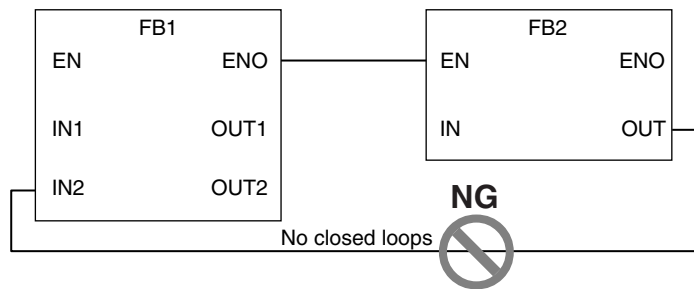 FB1
EN ENO
IN1 OUT1
IN2 OUT2
FB2
EN ENO
IN OUT
NG
No closed loops